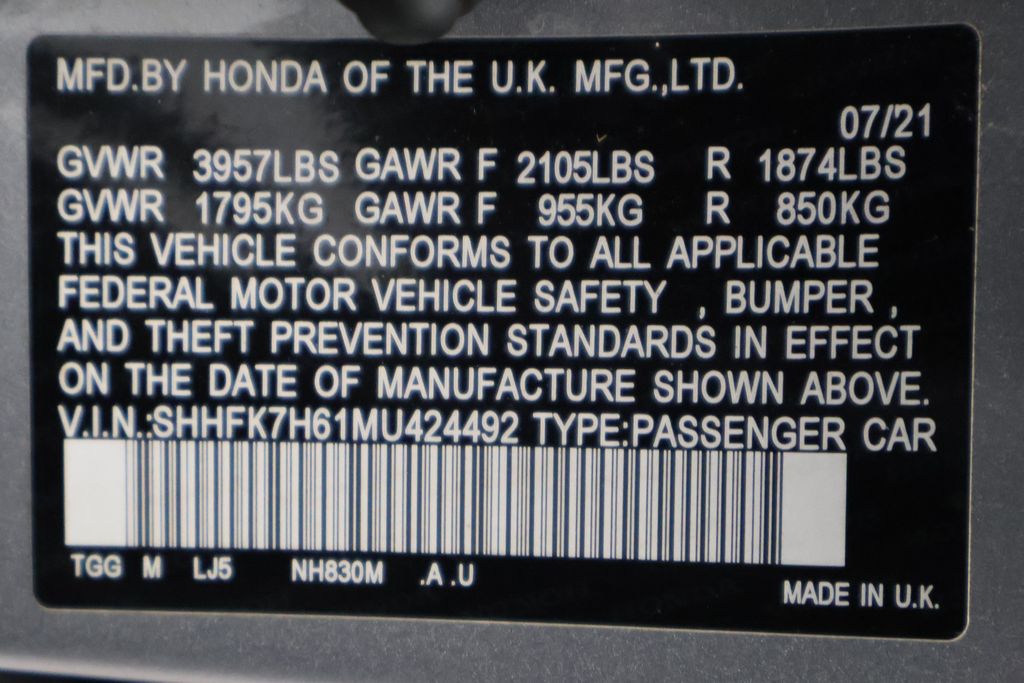 MFD.BY HONDA OF THE U.K. MFG.,LTD.
07/21
GVWR 3957LBS GAWR F 2105LBS R 1874LBS
GVWR 1795KG GAWR F 955KG R 850KG
THIS VEHICLE CONFORMS TO ALL APPLICABLE
FEDERAL MOTOR VEHICLE SAFETY , BUMPER ,
AND THEFT PREVENTION STANDARDS IN EFFECT
ON THE DATE OF MANUFACTURE SHOWN ABOVE.
V.I.N.:SHHFK7H61MU424492 TYPE:PASSENGER CAR
TGG M LJ5 NH830M .A .U
MADE IN U.K.